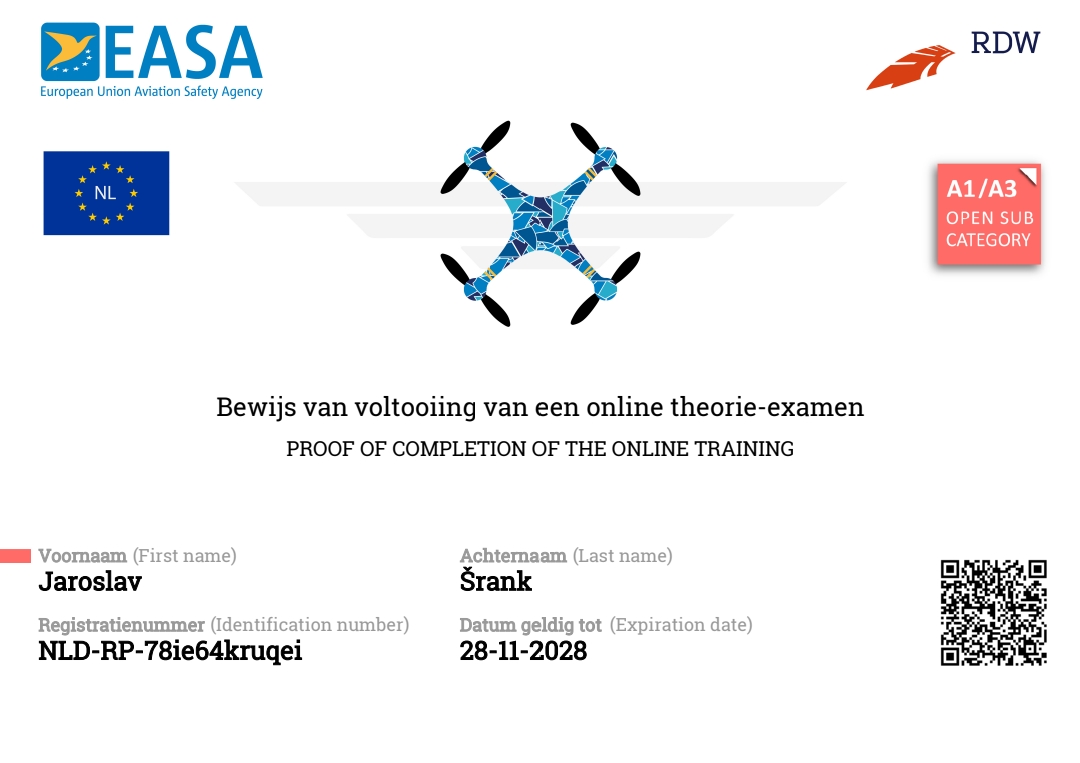 EASA
European Union Aviation Safety Agency
RDW
NL
A1/A3
OPEN SUB
CATEGORY
Bewijs van voltooiing van een online theorie-examen
PROOF OF COMPLETION OF THE ONLINE TRAINING
Voornaam (First name)
Jaroslav
Achternaam (Last name)
Šrank
Registratienummer (Identification number)
NLD-RP-78ie64kruqei
Datum geldig tot (Expiration date)
28-11-2028